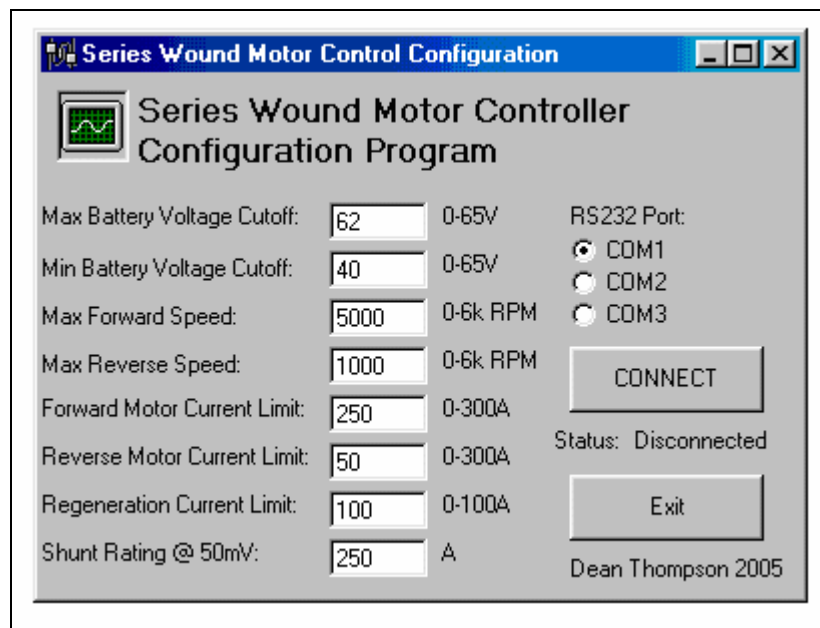 Series Wound Motor Control Configuration
Series Wound Motor Controller
Configuration Program
Max Battery Voltage Cutoff: 62 0-65V
Min Battery Voltage Cutoff: 40 0-65V
Max Forward Speed: 5000 0-6k RPM
Max Reverse Speed: 1000 0-6k RPM
Forward Motor Current Limit: 250 0-300A
Reverse Motor Current Limit: 50 0-300A
Regeneration Current Limit: 100 0-100A
Shunt Rating @ 50mV: 250 A
RS232 Port:
COM1
COM2
COM3
CONNECT
Status: Disconnected
Exit
Dean Thompson 2005